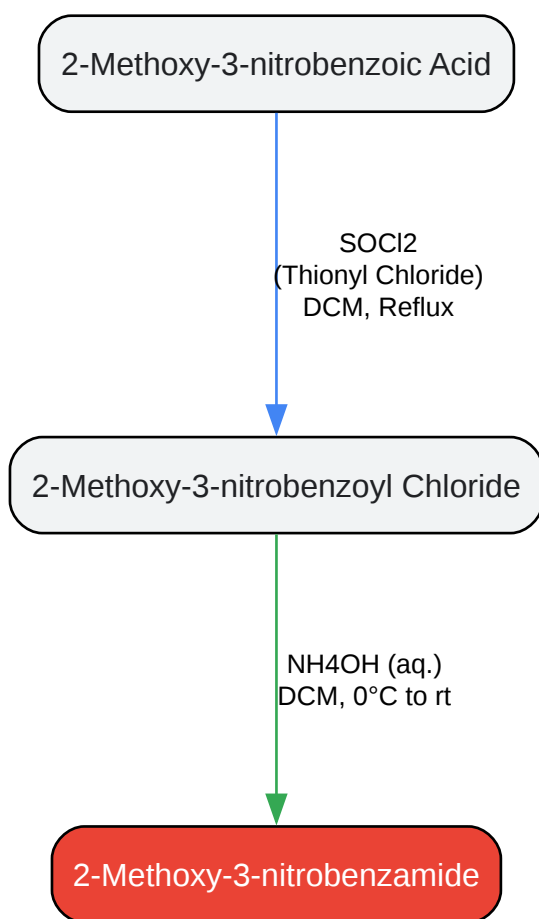 2-Methoxy-3-nitrobenzoic Acid
SOCl2
(Thionyl Chloride)
DCM, Reflux
2-Methoxy-3-nitrobenzoyl Chloride
NH4OH (aq.)
DCM, 0°C to rt
2-Methoxy-3-nitrobenzamide